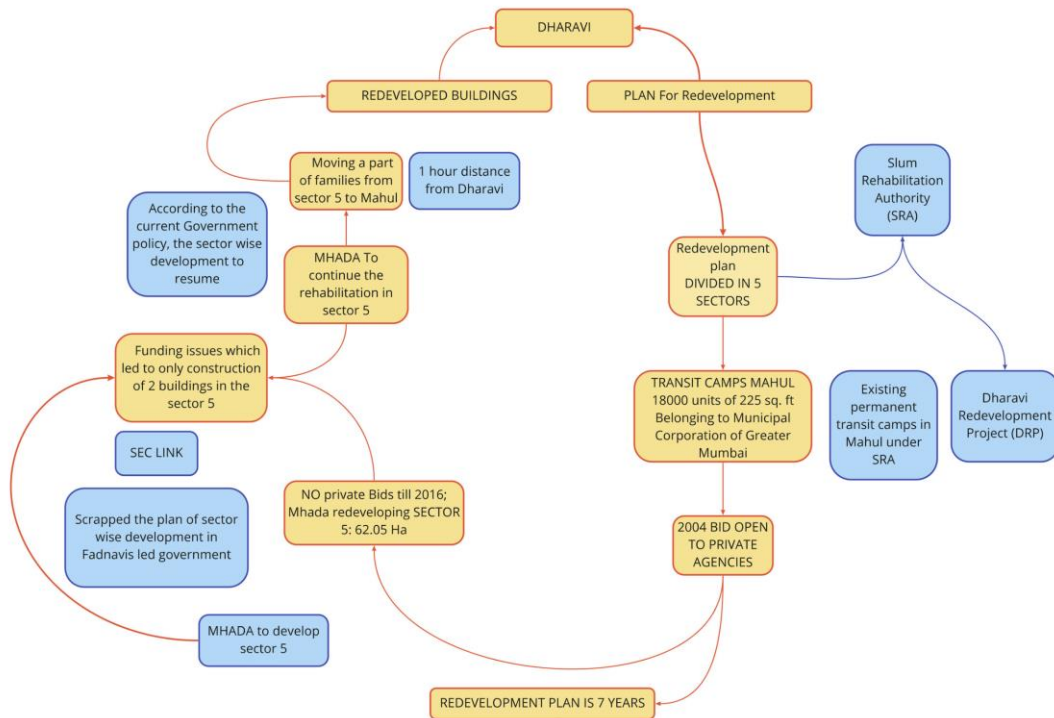 DHARAVI
REDEVELOPED BUILDINGS
PLAN For Redevelopment
Moving a part
of families from
sector 5 to Mahul
1 hour distance
from Dharavi
Slum
Rehabilitation
Authority
(SRA)
According to the
current Government
policy, the sector wise
development to
resume
MHADA To
continue the
rehabilitation in
sector 5
Redevelopment
plan
DIVIDED IN 5
SECTORS
Funding issues which
led to only construction
of 2 buildings in the
sector 5
TRANSIT CAMPS MAHUL
18000 units of 225 sq. ft
Belonging to Municipal
Corporation of Greater
Mumbai
Existing
permanent
transit camps in
Mahul under
SRA
Dharavi
Redevelopment
Project (DRP)
SEC LINK
NO private Bids till 2016;
Mhada redeveloping SECTOR
5: 62.05 Ha
Scrapped the plan of sector
wise development in
Fadnavis led government
2004 BID OPEN
TO PRIVATE
AGENCIES
MHADA to develop
sector 5
REDEVELOPMENT PLAN IS 7 YEARS